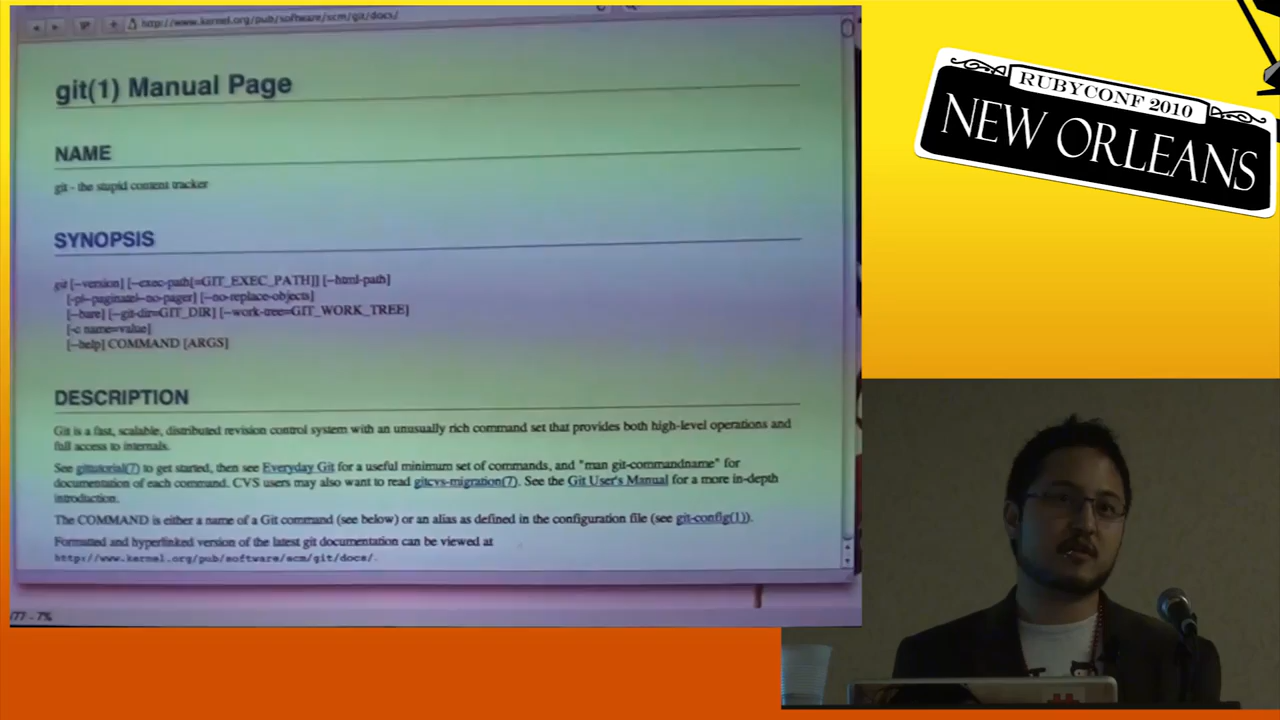 http://www.kernel.org/pub/software/scm/git/docs/
git(1) Manual Page
NAME
git - the stupid content tracker
SYNOPSIS
git [--version] [--exec-path[=GIT_EXEC_PATH]] [--html-path]
[-p|--paginate|--no-pager] [--no-replace-objects]
[--bare] [--git-dir=GIT_DIR] [--work-tree=GIT_WORK_TREE]
[-c name=value]
[--help] COMMAND [ARGS]
DESCRIPTION
Git is a fast, scalable, distributed revision control system with an unusually rich command set that provides both high-level operations and
full access to internals.
See gittutorial(7) to get started, then see Everyday Git for a useful minimum set of commands, and "man git-commandname" for
documentation of each command. CVS users may also want to read gitcvs-migration(7). See the Git User's Manual for a more in-depth
introduction.
The COMMAND is either a name of a Git command (see below) or an alias as defined in the configuration file (see git-config(1)).
Formatted and hyperlinked version of the latest git documentation can be viewed at
http://www.kernel.org/pub/software/scm/git/docs/.
/77 - 7%
RUBYCONF 2010
NEW ORLEANS